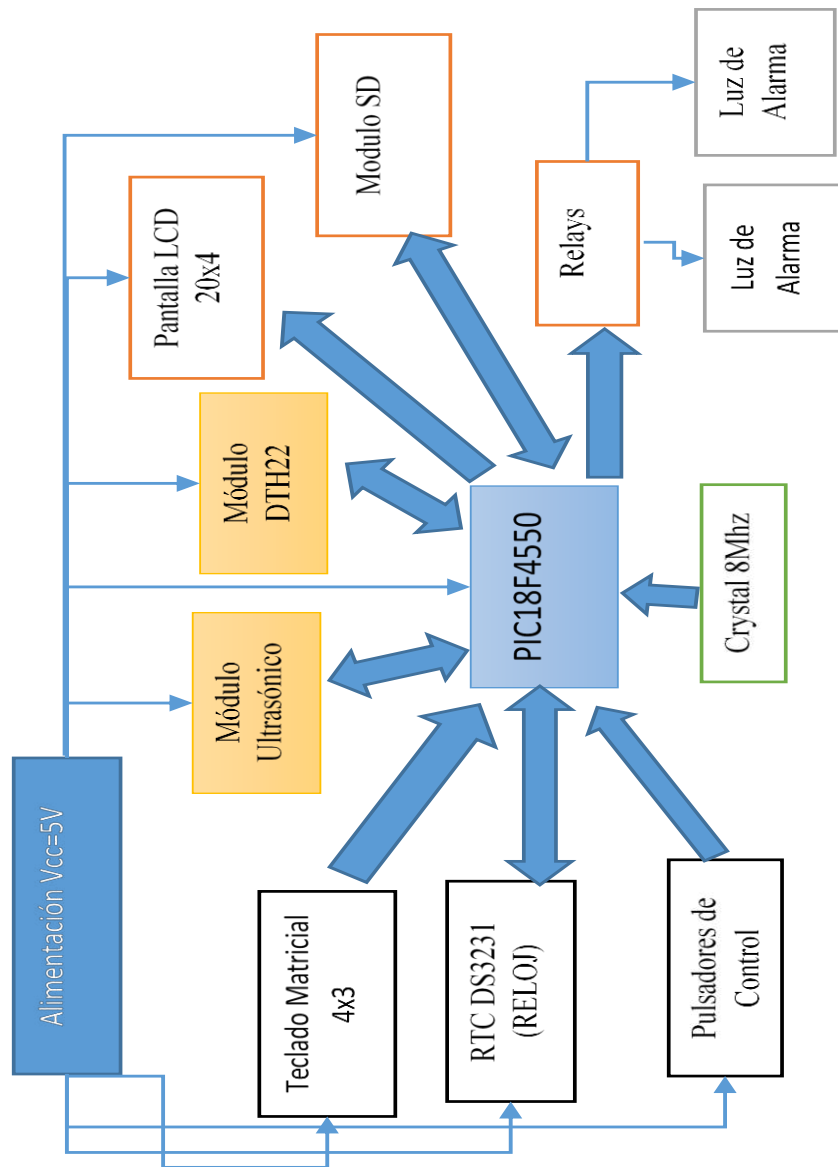 Alimentación Vcc=5V
Teclado Matricial
4x3
RTC DS3231
(RELOJ)
Pulsadores de
Control
Módulo
Ultrasónico
Módulo
DTH22
Pantalla LCD
20x4
Modulo SD
PIC18F4550
Crystal 8Mhz
Relays
Luz de
Alarma
Luz de
Alarma